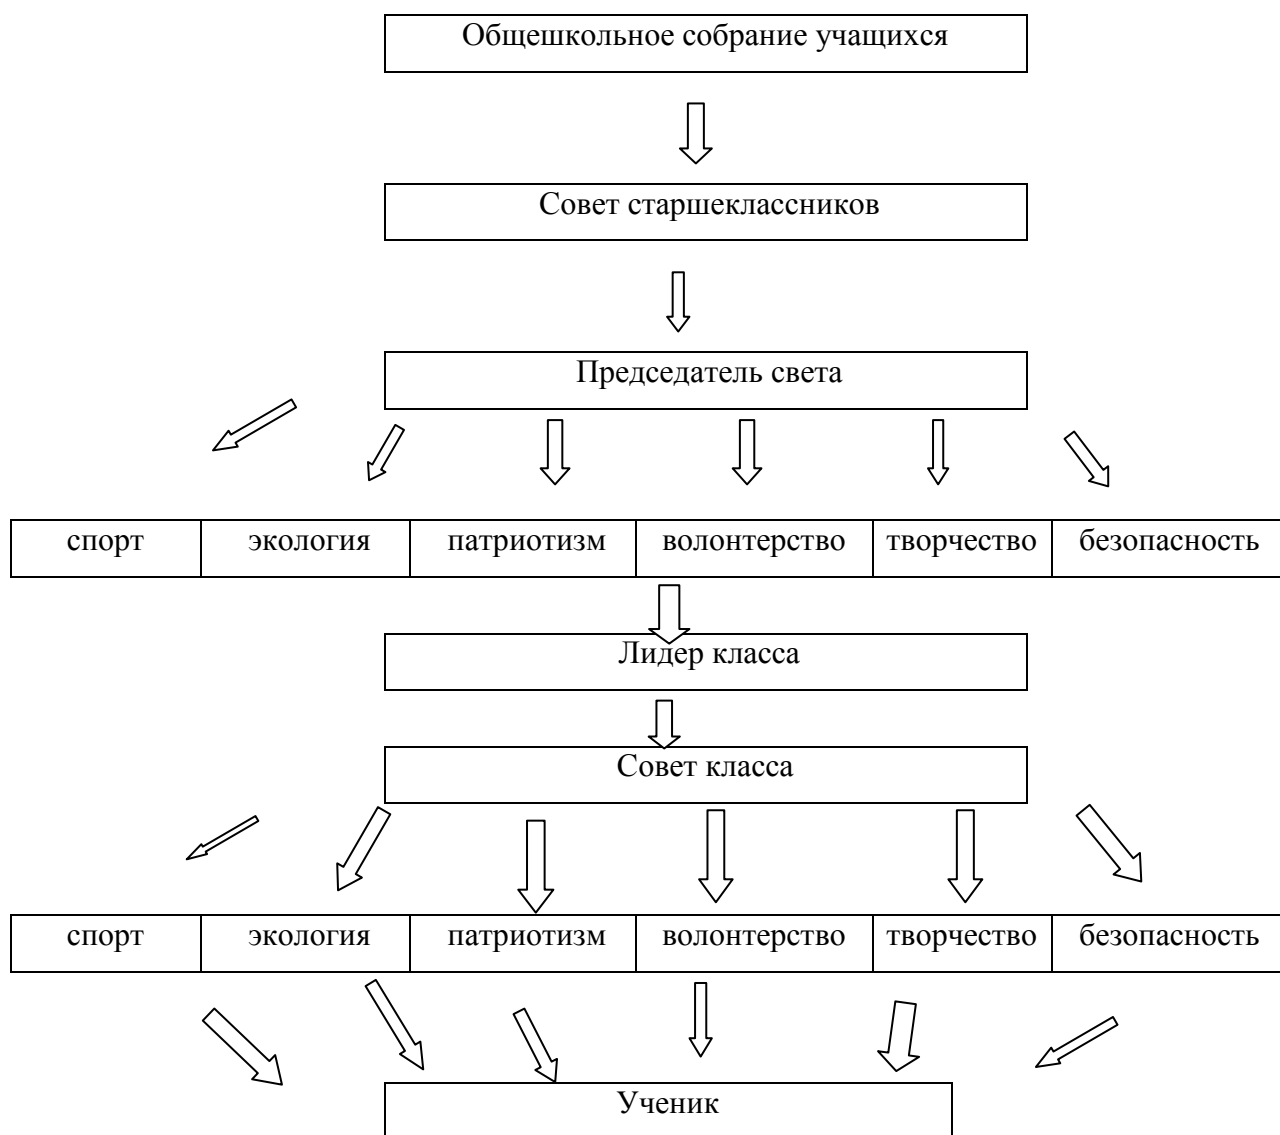 Общешкольное собрание учащихся
Совет старшеклассников
Председатель света
спорт экология патриотизм волонтерство творчество безопасность
Лидер класса
Совет класса
спорт экология патриотизм волонтерство творчество безопасность
Ученик